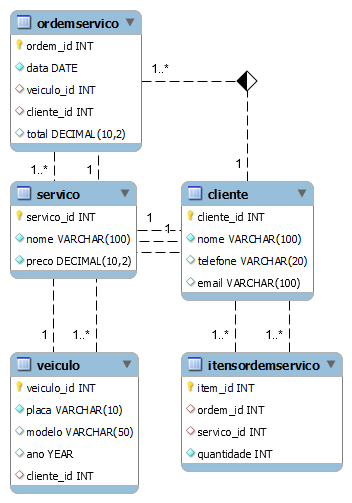 ordemservico
ordem_id INT
data DATE
veiculo_id INT
cliente_id INT
total DECIMAL(10,2)
1..*
1..*
1
1
servico
servico_id INT
nome VARCHAR(100)
preco DECIMAL(10,2)
1
1
cliente
cliente_id INT
nome VARCHAR(100)
telefone VARCHAR(20)
email VARCHAR(100)
1
1..*
1..*
1..*
veiculo
veiculo_id INT
placa VARCHAR(10)
modelo VARCHAR(50)
ano YEAR
cliente_id INT
itensordemservico
item_id INT
ordem_id INT
servico_id INT
quantidade INT